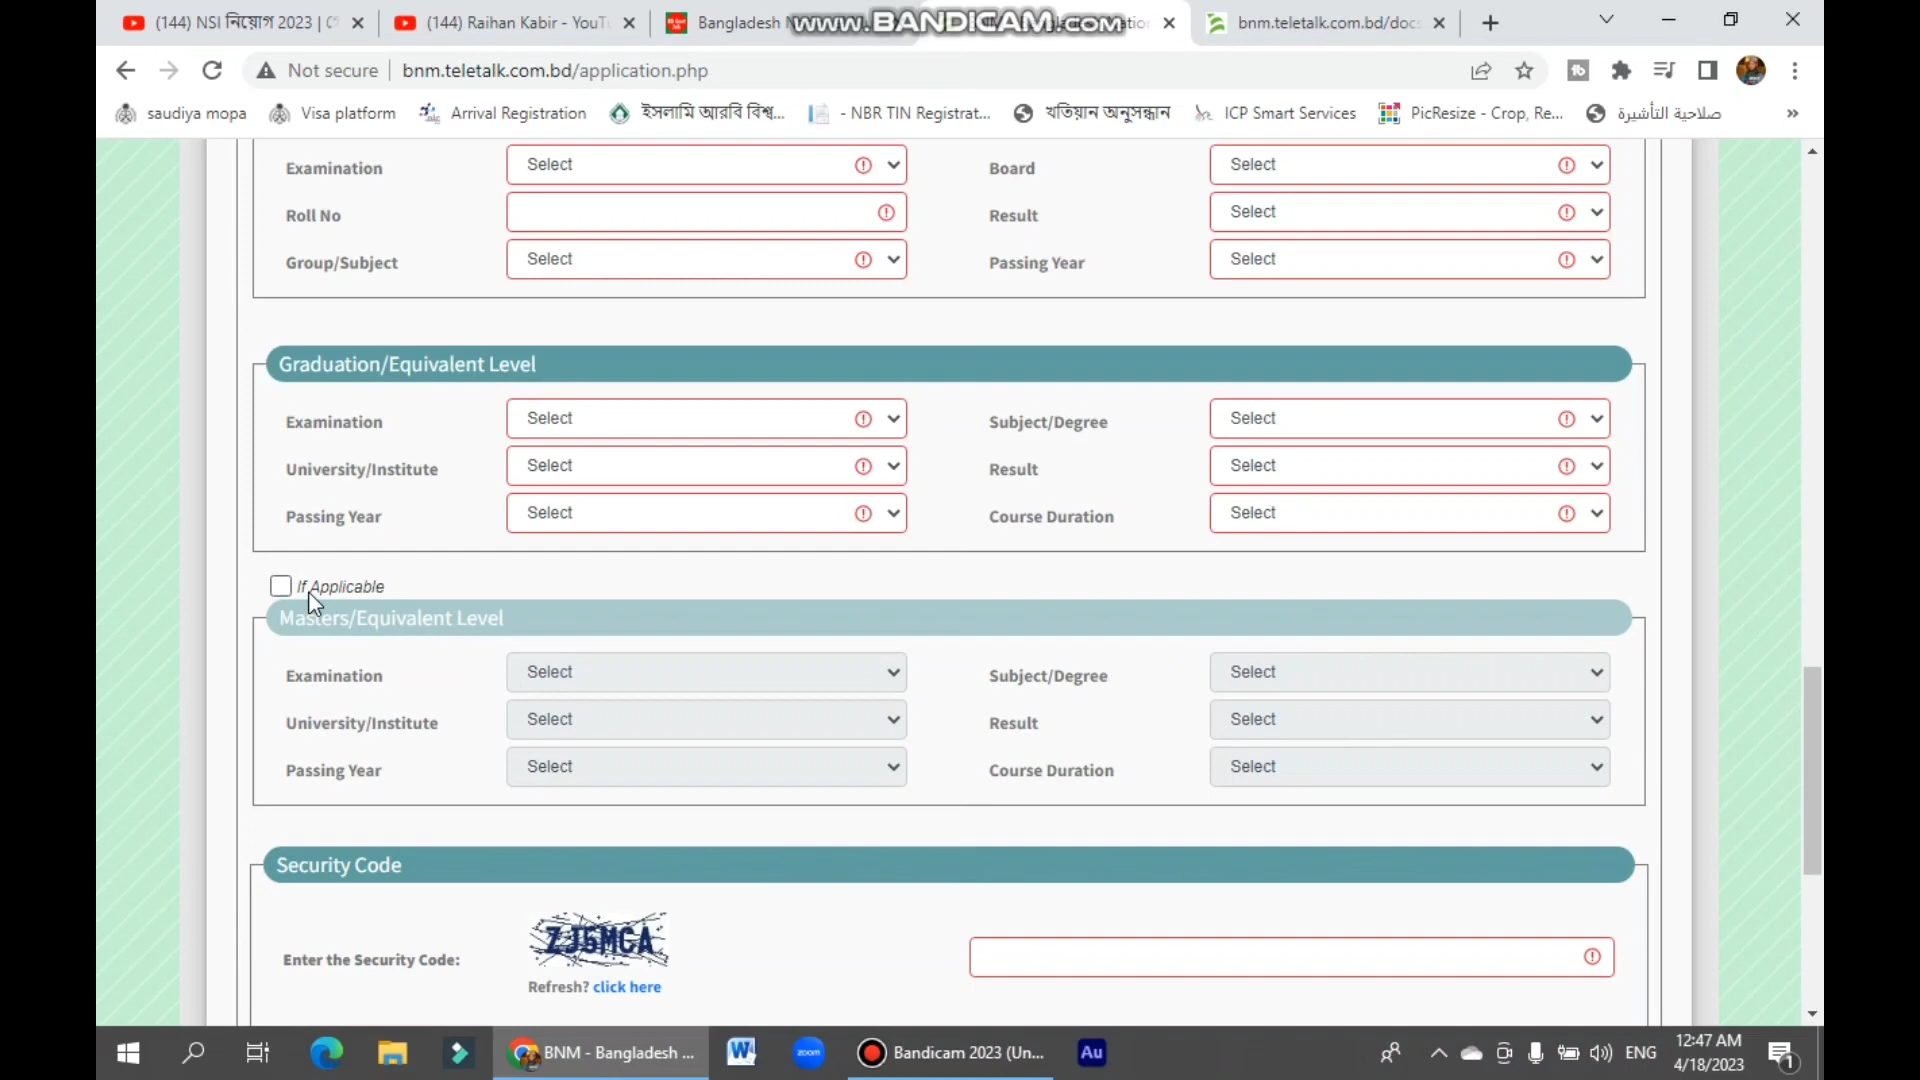 (144) NSI নিয়োগ 2023 | (144) Raihan Kabir - YouT Bangladesh bnm.teletalk.com.bd/docs
www.BANDICAM.com
Not secure bnm.teletalk.com.bd/application.php
saudiya mopa Visa platform Arrival Registration ইসলামি আরবি বিশ্ব... - NBR TIN Registrat... খতিয়ান অনুসন্ধান ICP Smart Services PicResize - Crop, Re... صلاحية التأشيرة »
Examination Select Board Select
Roll No Result Select
Group/Subject Select Passing Year Select
Graduation/Equivalent Level
Examination Select Subject/Degree Select
University/Institute Select Result Select
Passing Year Select Course Duration Select
If Applicable
Masters/Equivalent Level
Examination Select Subject/Degree Select
University/Institute Select Result Select
Passing Year Select Course Duration Select
Security Code
ZJ5MCA
Enter the Security Code:
Refresh? click here
BNM - Bangladesh ... zoom Bandicam 2023 (Un... Au ENG 12:47 AM
4/18/2023 1